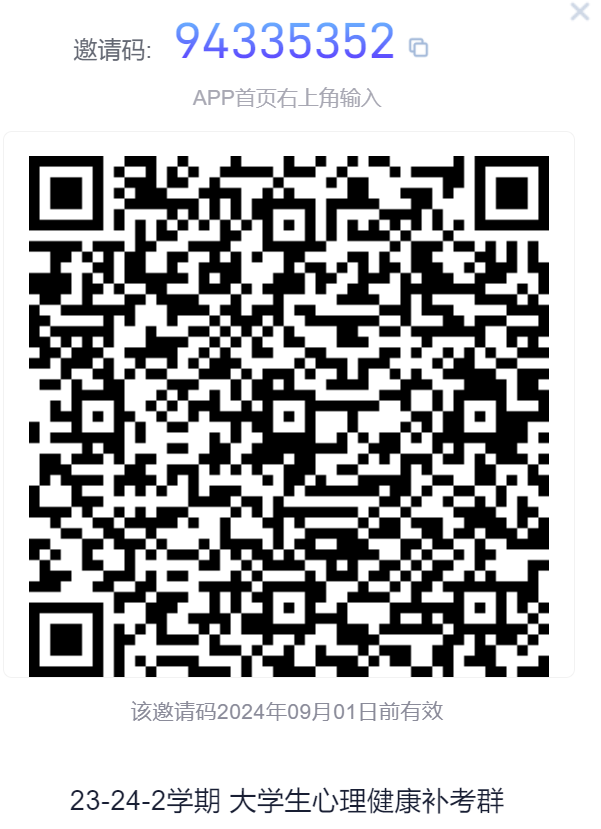 邀请码: 94335352
APP首页右上角输入
该邀请码2024年09月01日前有效
23-24-2学期 大学生心理健康补考群